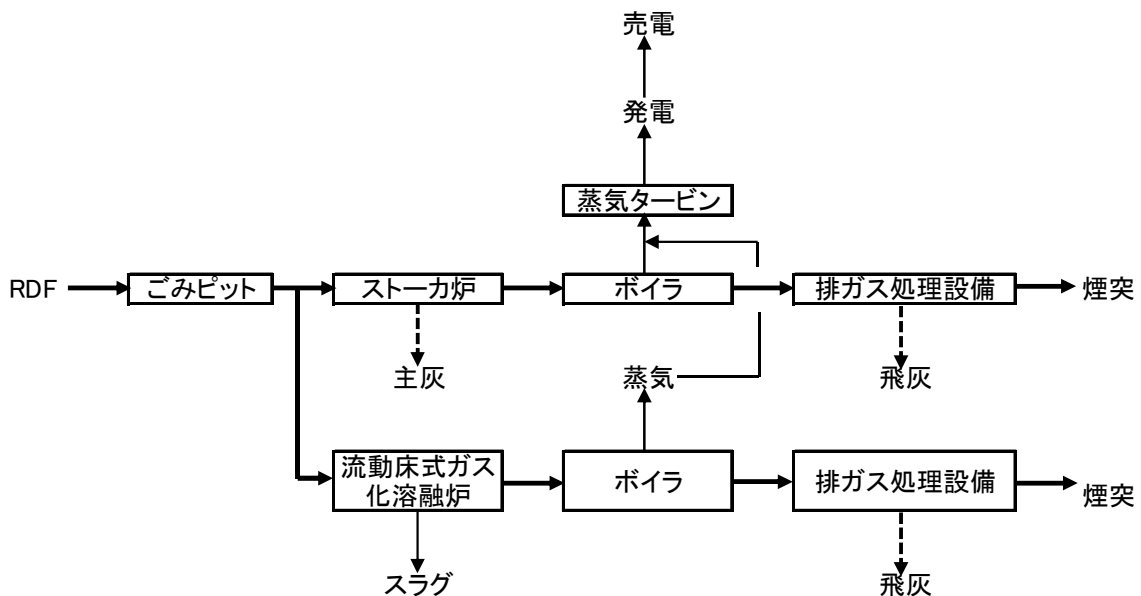 売電
発電
蒸気タービン
RDF
ごみピット
ストーカ炉
ボイラ
排ガス処理設備
煙突
主灰
蒸気
飛灰
流動床式ガス
化溶融炉
ボイラ
排ガス処理設備
煙突
スラグ
飛灰